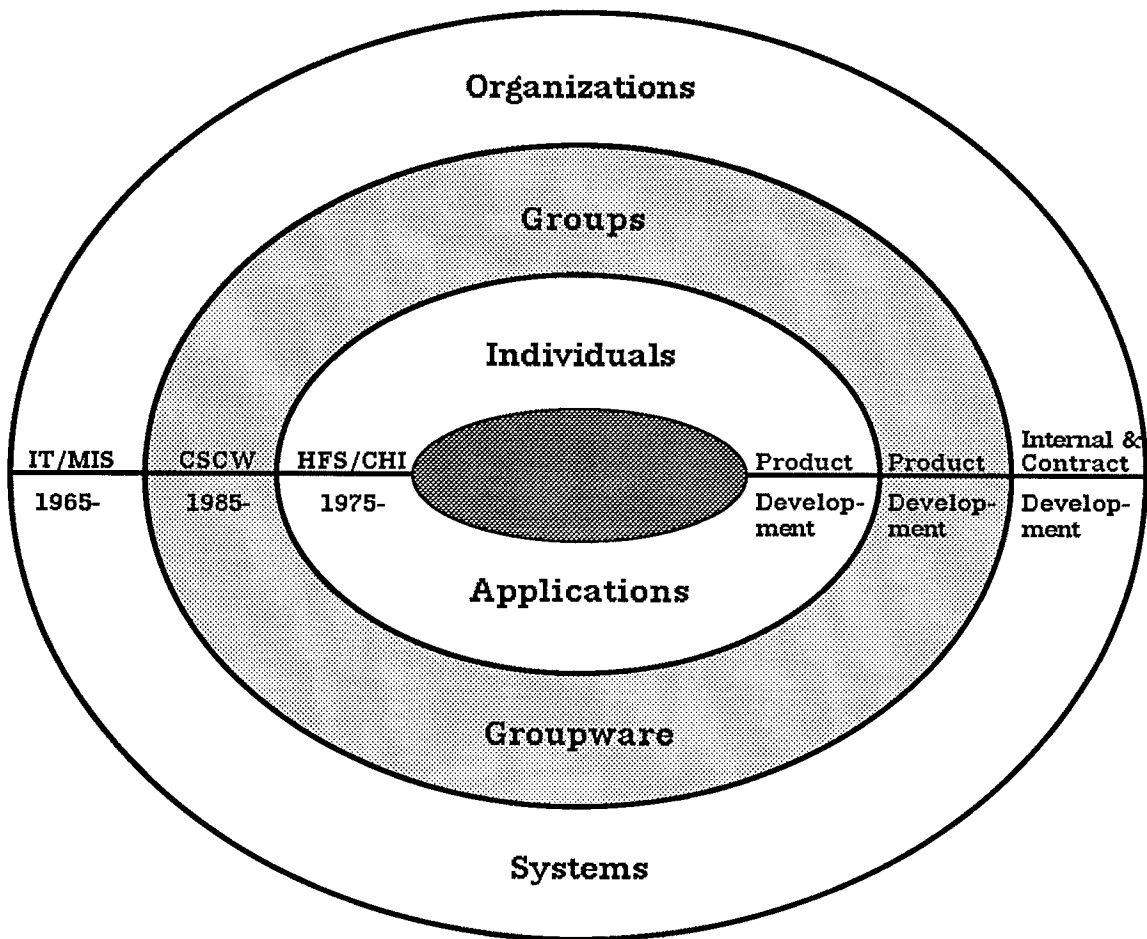 Organizations
Groups
Individuals
IT/MIS
CSCW
HFS/CHI
Product
Product
Internal &
Contract
1965-
1985-
1975-
Develop-
ment
Develop-
ment
Develop-
ment
Applications
Groupware
Systems